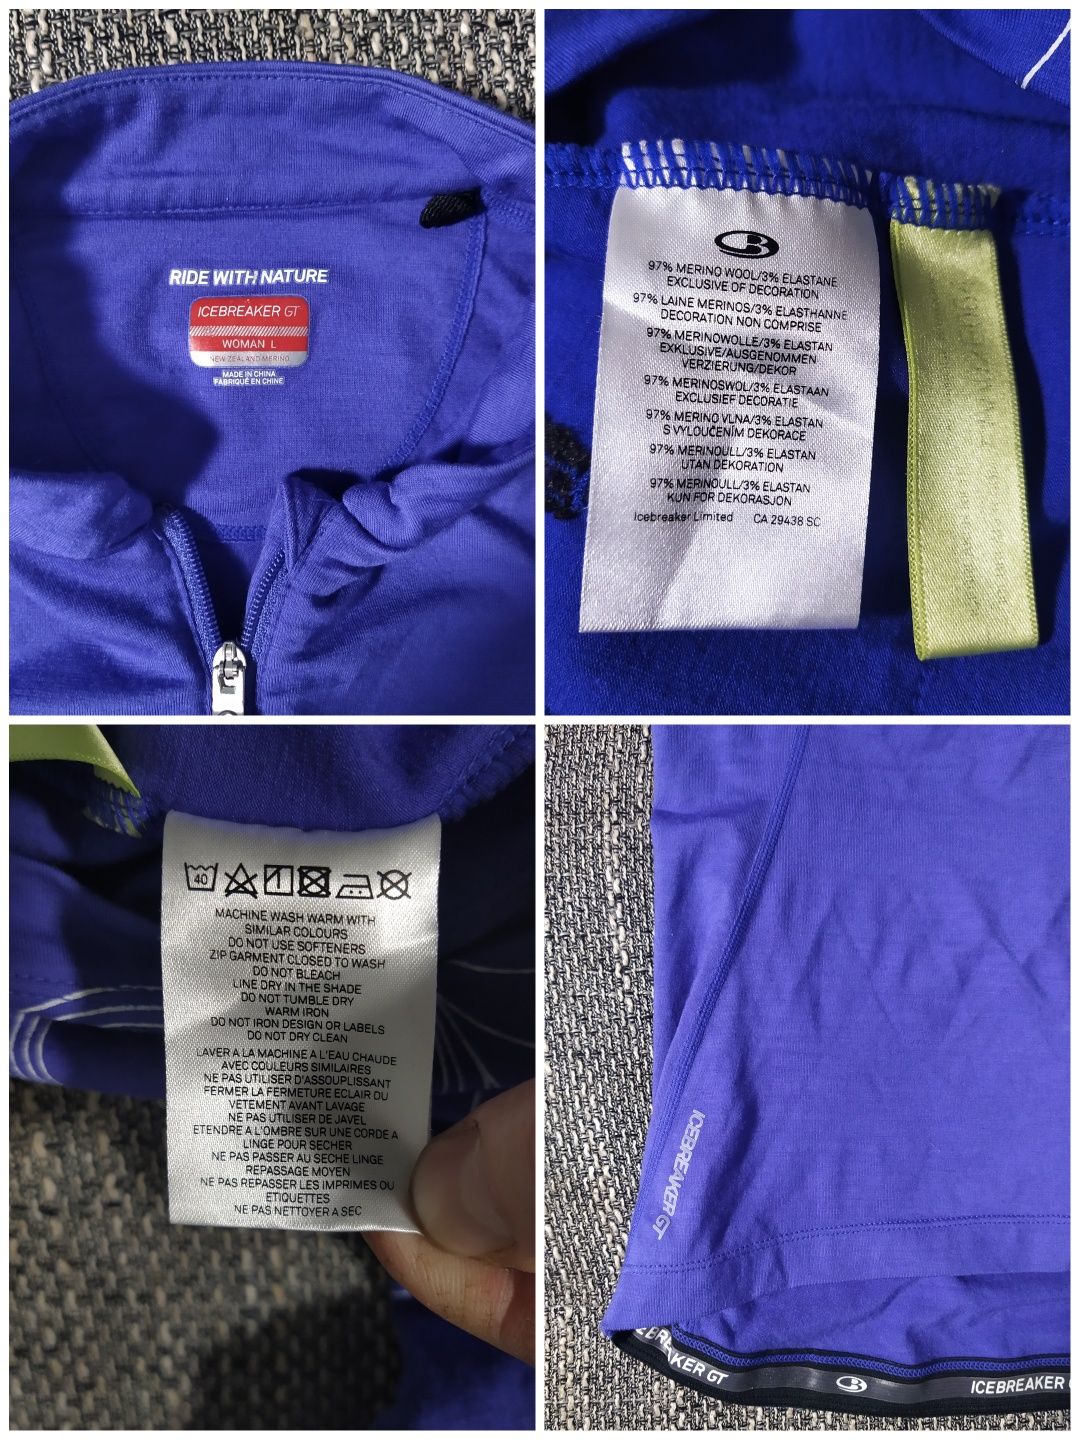 RIDE WITH NATURE
ICEBREAKER GT
WOMAN L
NEW ZEALAND MERINO
MADE IN CHINA
FABRIQUÉ EN CHINE
97% MERINO WOOL/3% ELASTANE
EXCLUSIVE OF DECORATION
97% LAINE MERINOS/3% ELASTHANNE
DECORATION NON COMPRISE
97% MERINOWOLLE/3% ELASTAN
EXKLUSIVE/AUSGENOMMEN
VERZIERUNG/DEKOR
97% MERINOSWOL/3% ELASTAAN
EXCLUSIEF DECORATIE
97% MERINO VLNA/3% ELASTAN
S VYLOUČENÍM DEKORACE
97% MERINOULL/3% ELASTAN
UTAN DEKORATION
97% MERINOULL/3% ELASTAN
KUN FOR DEKORASJON
Icebreaker Limited CA 29438 SC
40
MACHINE WASH WARM WITH
SIMILAR COLOURS
DO NOT USE SOFTENERS
ZIP GARMENT CLOSED TO WASH
DO NOT BLEACH
LINE DRY IN THE SHADE
DO NOT TUMBLE DRY
WARM IRON
DO NOT IRON DESIGN OR LABELS
DO NOT DRY CLEAN
LAVER A LA MACHINE A L'EAU CHAUDE
AVEC COULEURS SIMILAIRES
NE PAS UTILISER D'ASSOUPLISSANT
FERMER LA FERMETURE ECLAIR DU
VETEMENT AVANT LAVAGE
NE PAS UTILISER DE JAVEL
ETENDRE A L'OMBRE SUR UNE CORDE A
LINGE POUR SECHER
NE PAS PASSER AU SECHE LINGE
REPASSAGE MOYEN
NE PAS REPASSER LES IMPRIMES OU
ETIQUETTES
NE PAS NETTOYER A SEC
ICEBREAKER GT
KER GT
ICEBREAKER